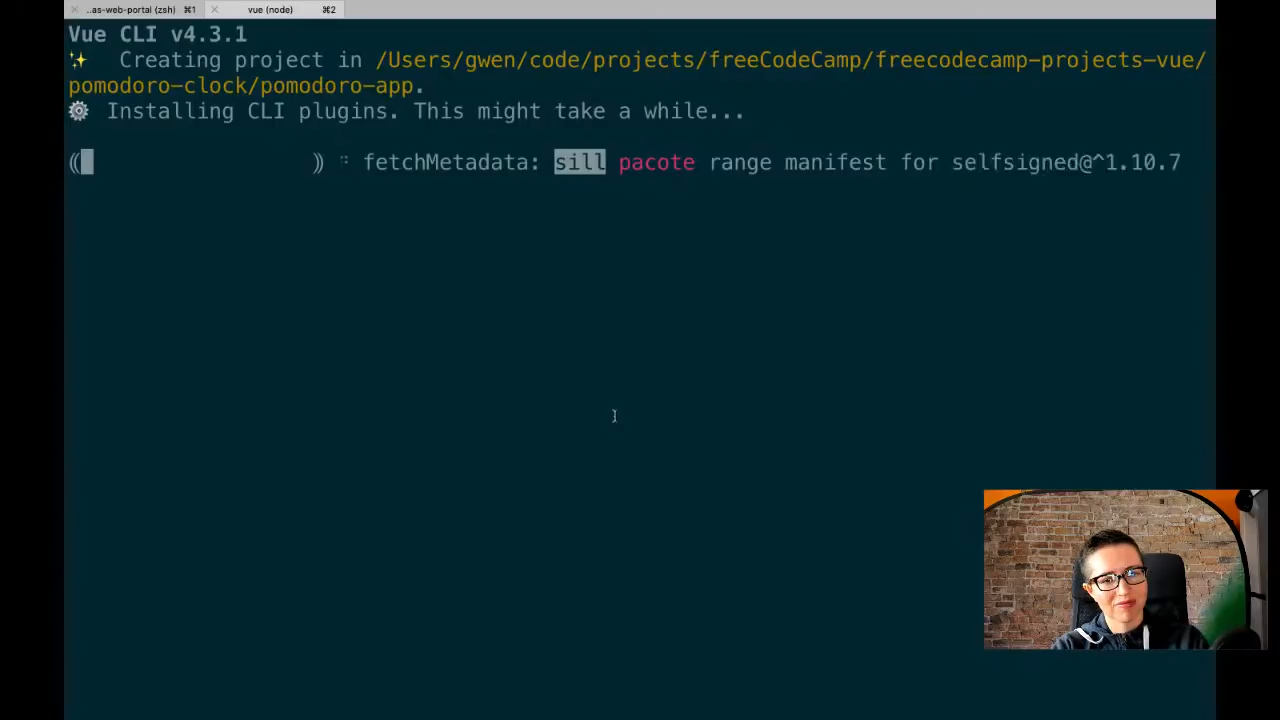 ..as-web-portal (zsh) ⌘1 vue (node) ⌘2
Vue CLI v4.3.1
✨ Creating project in /Users/gwen/code/projects/freeCodeCamp/freecodecamp-projects-vue/
pomodoro-clock/pomodoro-app.
⚙ Installing CLI plugins. This might take a while...
(( )) ⠶ fetchMetadata: sill pacote range manifest for selfsigned@^1.10.7